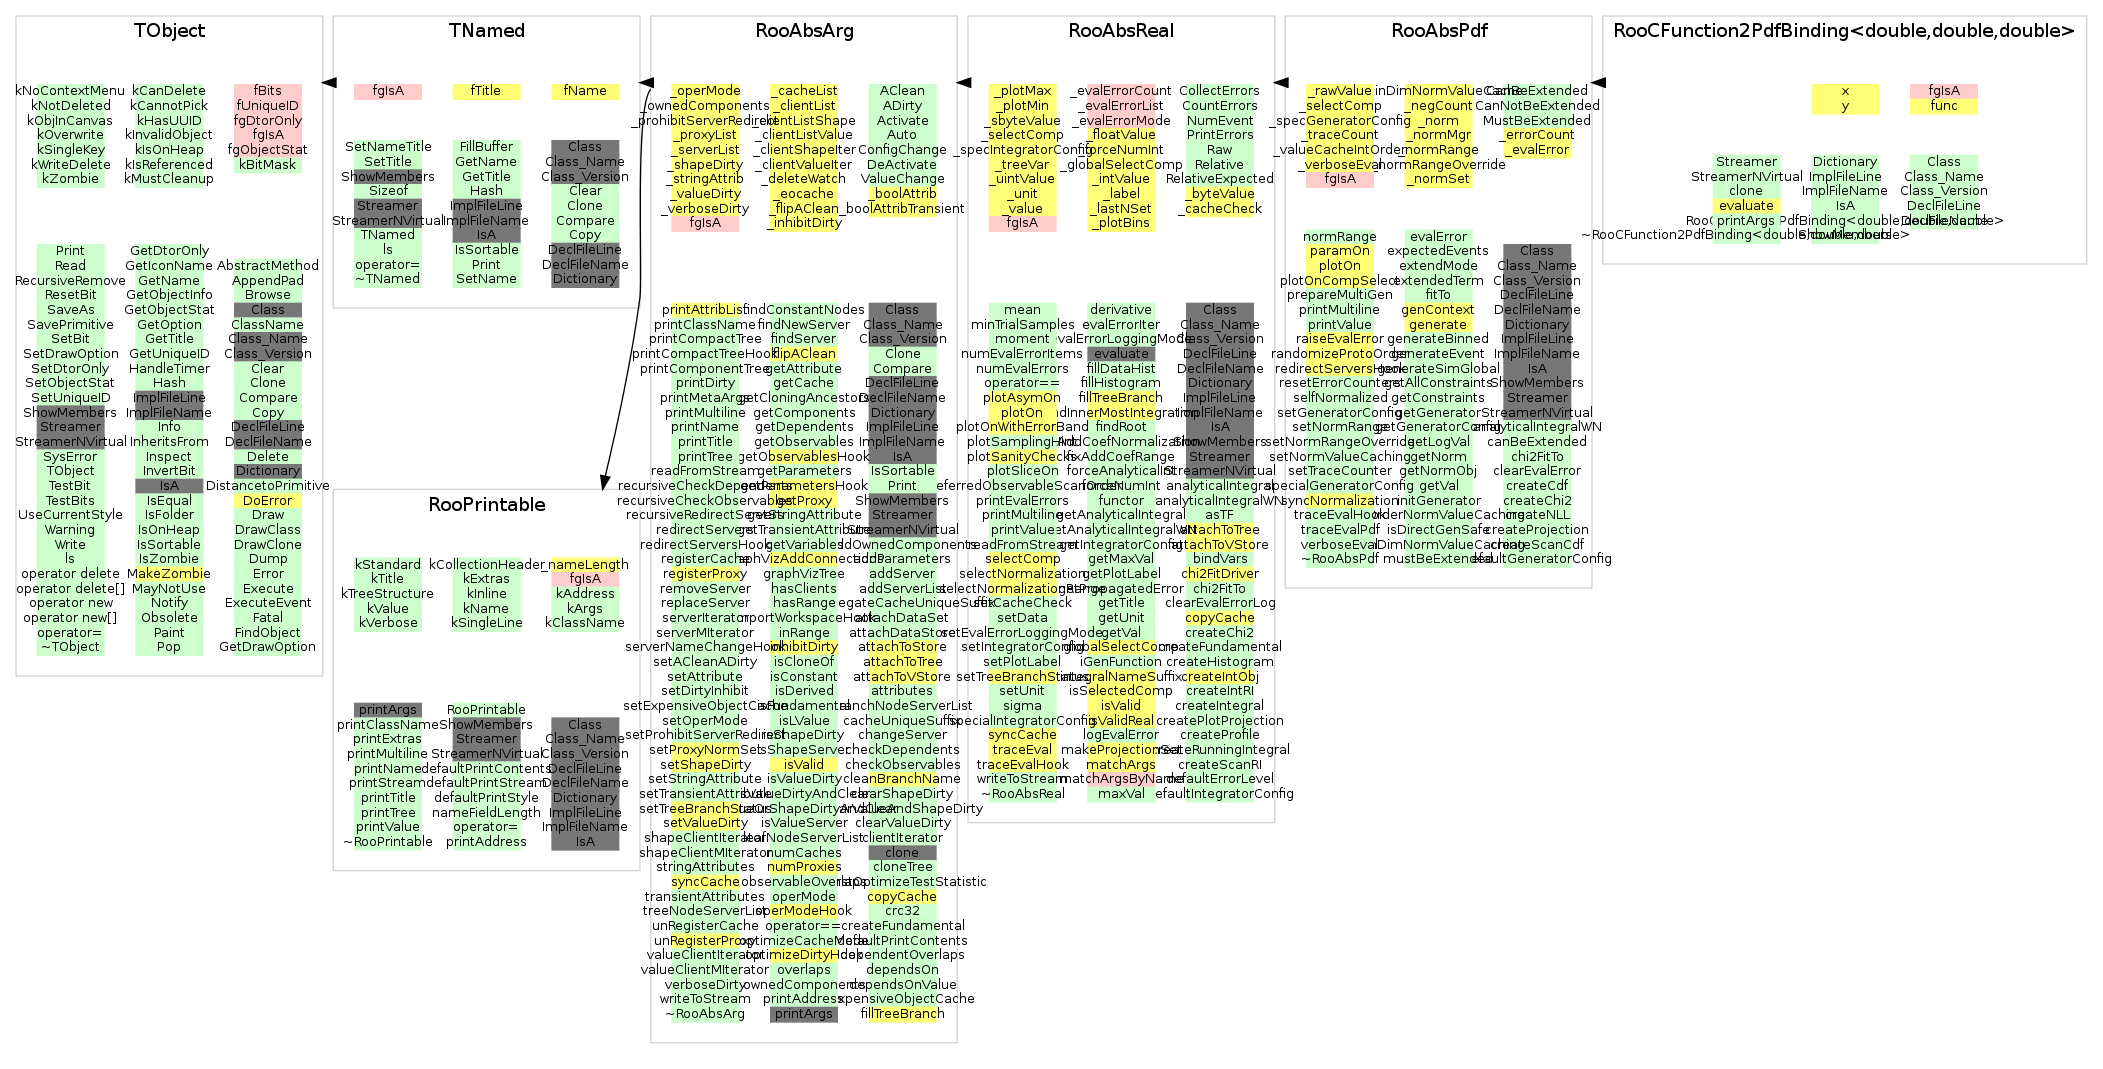 TObject
kNoContextMenu
kNotDeleted
kObjInCanvas
kOverwrite
kSingleKey
kWriteDelete
kZombie
kCanDelete
kCannotPick
kHasUUID
kInvalidObject
kIsOnHeap
kIsReferenced
kMustCleanup
fBits
fUniqueID
fgDtorOnly
fgIsA
fgObjectStat
kBitMask
Print
Read
RecursiveRemove
ResetBit
SaveAs
SavePrimitive
SetBit
SetDrawOption
SetDtorOnly
SetObjectStat
SetUniqueID
ShowMembers
Streamer
StreamerNVirtual
SysError
TObject
TestBit
TestBits
UseCurrentStyle
Warning
Write
ls
operator delete
operator delete[]
operator new
operator new[]
operator=
~TObject
GetDtorOnly
GetIconName
GetName
GetObjectInfo
GetObjectStat
GetOption
GetTitle
GetUniqueID
HandleTimer
Hash
ImplFileLine
ImplFileName
Info
InheritsFrom
Inspect
InvertBit
IsA
IsEqual
IsFolder
IsOnHeap
IsSortable
IsZombie
MakeZombie
MayNotUse
Notify
Obsolete
Paint
Pop
AbstractMethod
AppendPad
Browse
Class
ClassName
Class_Name
Class_Version
Clear
Clone
Compare
Copy
DeclFileLine
DeclFileName
Delete
Dictionary
DistancetoPrimitive
DoError
Draw
DrawClass
DrawClone
Dump
Error
Execute
ExecuteEvent
Fatal
FindObject
GetDrawOption
TNamed
fgIsA
fTitle
fName
SetNameTitle
SetTitle
ShowMembers
Sizeof
Streamer
StreamerNVirtual
TNamed
ls
operator=
~TNamed
FillBuffer
GetName
GetTitle
Hash
ImplFileLine
ImplFileName
IsA
IsSortable
Print
SetName
Class
Class_Name
Class_Version
Clear
Clone
Compare
Copy
DeclFileLine
DeclFileName
Dictionary
RooPrintable
kStandard
kTitle
kTreeStructure
kValue
kVerbose
kCollectionHeader
kExtras
kInline
kName
kSingleLine
_nameLength
fgIsA
kAddress
kArgs
kClassName
printArgs
printClassName
printExtras
printMultiline
printName
printStream
printTitle
printTree
printValue
~RooPrintable
RooPrintable
ShowMembers
Streamer
StreamerNVirtual
defaultPrintContents
defaultPrintStream
defaultPrintStyle
nameFieldLength
operator=
printAddress
Class
Class_Name
Class_Version
DeclFileLine
DeclFileName
Dictionary
ImplFileLine
ImplFileName
IsA
RooAbsArg
_operMode
_ownedComponents
_prohibitServerRedirect
_proxyList
_serverList
_shapeDirty
_stringAttrib
_valueDirty
_verboseDirty
fgIsA
_cacheList
_clientList
_clientListValue
_clientShapeIter
_clientValueIter
_deleteWatch
_eocache
_flipAClean
_inhibitDirty
AClean
ADirty
Activate
Auto
ConfigChange
DeActivate
ValueChange
_boolAttrib
_boolAttribTransient
printAttribList
printClassName
printCompactTree
printCompactTreeHook
printComponentTree
printDirty
printMetaArgs
printMultiline
printName
printTitle
printTree
readFromStream
recursiveCheckObservables
redirectServersHook
registerCache
registerProxy
removeServer
replaceServer
serverIterator
serverMIterator
serverNameChangeHook
setACleanADirty
setAttribute
setDirtyInhibit
setOperMode
setProhibitServerRedirect
setProxyNormSet
setShapeDirty
setStringAttribute
setValueDirty
shapeClientIterator
shapeClientMIterator
stringAttributes
syncCache
transientAttributes
treeNodeServerList
unRegisterCache
unRegisterProxy
valueClientIterator
valueClientMIterator
verboseDirty
writeToStream
~RooAbsArg
findConstantNodes
findNewServer
findServer
flipAClean
getAttribute
getCache
getCloningAncestors
getComponents
getDependents
getObservables
getObservablesHook
getParameters
getProxy
getStringAttribute
getTransientAttribute
getVariables
graphVizTree
hasClients
hasRange
inRange
inhibitDirty
isCloneOf
isConstant
isDerived
isFundamental
isLValue
isShapeDirty
isShapeServer
isValid
isValueDirty
isValueServer
numCaches
numProxies
observableOverlaps
operMode
operModeHook
operator==
optimizeCacheMode
optimizeDirtyHook
overlaps
ownedComponents
printAddress
printArgs
Class
Class_Name
Class_Version
Clone
Compare
DeclFileLine
DeclFileName
Dictionary
ImplFileLine
ImplFileName
IsA
IsSortable
Print
ShowMembers
Streamer
StreamerNVirtual
addOwnedComponents
addParameters
addServer
addServerList
attachDataSet
attachDataStore
attachToStore
attachToTree
attachToVStore
attributes
branchNodeServerList
cacheUniqueSuffix
changeServer
checkDependents
checkObservables
cleanBranchName
clearShapeDirty
clearValueDirty
clientIterator
clone
cloneTree
copyCache
crc32
createFundamental
defaultPrintContents
dependentOverlaps
dependsOn
dependsOnValue
expensiveObjectCache
fillTreeBranch
RooAbsReal
_plotMax
_plotMin
_sbyteValue
_selectComp
_specIntegratorConfig
_treeVar
_uintValue
_unit
_value
fgIsA
_evalErrorCount
_evalErrorList
_evalErrorMode
_floatValue
_forceNumInt
_globalSelectComp
_intValue
_label
_lastNSet
_plotBins
CollectErrors
CountErrors
NumEvent
PrintErrors
Raw
Relative
RelativeExpected
_byteValue
_cacheCheck
mean
minTrialSamples
moment
numEvalErrorItems
numEvalErrors
operator==
plotAsymOn
plotOn
plotOnWithErrorBand
plotSamplingHint
plotSanityChecks
plotSliceOn
printEvalErrors
printMultiline
printValue
readFromStream
selectComp
selectNormalization
selectNormalizationRange
setCacheCheck
setData
setEvalErrorLoggingMode
setIntegratorConfig
setPlotLabel
setTreeBranchStatus
setUnit
sigma
specialIntegratorConfig
syncCache
traceEval
traceEvalHook
writeToStream
~RooAbsReal
derivative
evalErrorIter
evalErrorLoggingMode
evaluate
fillDataHist
fillHistogram
fillTreeBranch
findInnerMostIntegration
findRoot
fixAddCoefNormalization
fixAddCoefRange
forceAnalyticalInt
forceNumInt
functor
getAnalyticalIntegral
getAnalyticalIntegralWN
getIntegratorConfig
getMaxVal
getPlotLabel
getPropagatedError
getTitle
getUnit
getVal
globalSelectComp
iGenFunction
integralNameSuffix
isSelectedComp
isValid
isValidReal
logEvalError
makeProjectionSet
matchArgs
matchArgsByName
maxVal
Class
Class_Name
Class_Version
DeclFileLine
DeclFileName
Dictionary
ImplFileLine
ImplFileName
IsA
ShowMembers
Streamer
StreamerNVirtual
analyticalIntegral
analyticalIntegralWN
asTF
attachToTree
attachToVStore
bindVars
chi2FitDriver
chi2FitTo
clearEvalErrorLog
copyCache
createChi2
createFundamental
createHistogram
createIntObj
createIntRI
createIntegral
createPlotProjection
createProfile
createRunningIntegral
createScanRI
defaultErrorLevel
defaultIntegratorConfig
RooAbsPdf
_rawValue
_selectComp
_specGeneratorConfig
_traceCount
_valueCacheIntOrder
_verboseEval
fgIsA
_negCount
_norm
_normMgr
_normRange
_normRangeOverride
_normSet
CanBeExtended
CanNotBeExtended
MustBeExtended
_errorCount
_evalError
normRange
paramOn
plotOn
plotOnCompSelect
prepareMultiGen
printMultiline
printValue
raiseEvalError
randomizeProtoOrder
redirectServersHook
resetErrorCounters
selfNormalized
setGeneratorConfig
setNormRange
setNormRangeOverride
setNormValueCaching
setTraceCounter
specialGeneratorConfig
syncNormalization
traceEvalHook
traceEvalPdf
verboseEval
~RooAbsPdf
evalError
expectedEvents
extendMode
extendedTerm
fitTo
genContext
generate
generateBinned
generateEvent
generateSimGlobal
getAllConstraints
getConstraints
getGenerator
getGeneratorConfig
getLogVal
getNorm
getNormObj
getVal
initGenerator
isDirectGenSafe
mustBeExtended
Class
Class_Name
Class_Version
DeclFileLine
DeclFileName
Dictionary
ImplFileLine
ImplFileName
IsA
ShowMembers
Streamer
StreamerNVirtual
analyticalIntegralWN
canBeExtended
chi2FitTo
clearEvalError
createCdf
createChi2
createNLL
createProjection
createScanCdf
defaultGeneratorConfig
RooCFunction2PdfBinding<double,double,double>
x
y
fgIsA
func
Streamer
StreamerNVirtual
clone
evaluate
printArgs
~RooCFunction2PdfBinding<double,double,double>
Dictionary
ImplFileLine
ImplFileName
IsA
ShowMembers
Class
Class_Name
Class_Version
DeclFileLine
DeclFileName